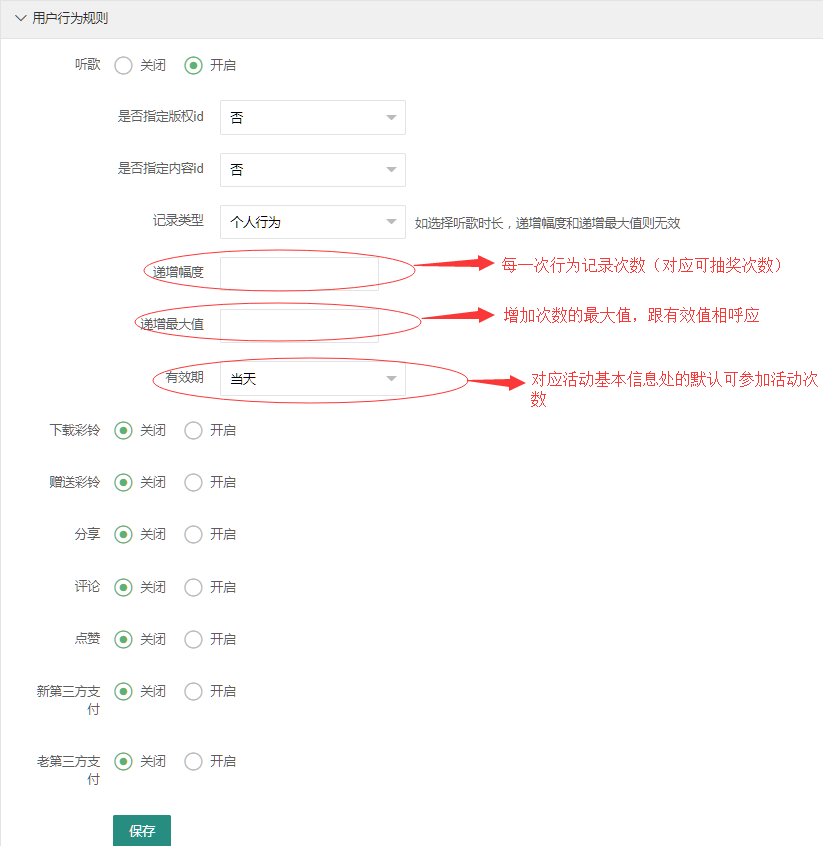 用户行为规则
听歌 关闭 开启
是否指定版权id 否
是否指定内容id 否
记录类型 个人行为 如选择听歌时长，递增幅度和递增最大值则无效
递增幅度 每一次行为记录次数（对应可抽奖次数）
递增最大值 增加次数的最大值，跟有效值相呼应
有效期 当天 对应活动基本信息处的默认可参加活动次
数
下载彩铃 关闭 开启
赠送彩铃 关闭 开启
分享 关闭 开启
评论 关闭 开启
点赞 关闭 开启
新第三方支 关闭 开启
付
老第三方支 关闭 开启
付
保存